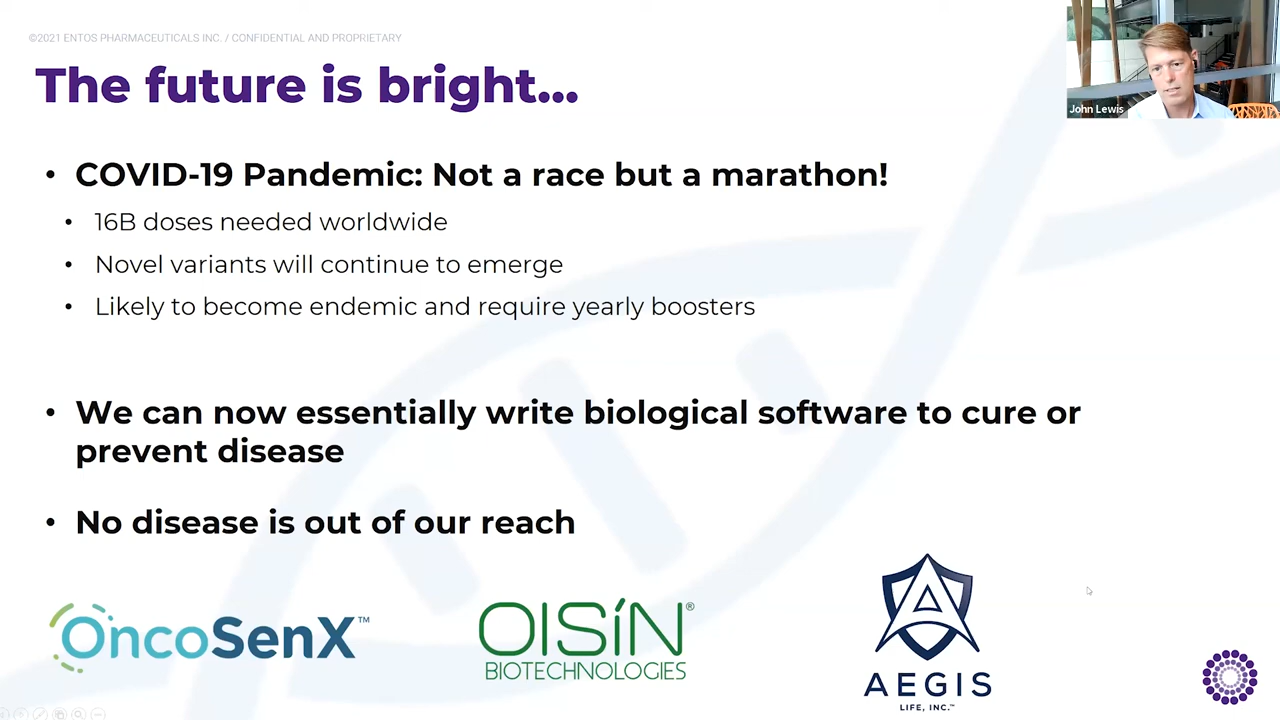 ©2021 ENTOS PHARMACEUTICALS INC. / CONFIDENTIAL AND PROPRIETARY
The future is bright...
John Lewis
• COVID-19 Pandemic: Not a race but a marathon!
• 16B doses needed worldwide
• Novel variants will continue to emerge
• Likely to become endemic and require yearly boosters
• We can now essentially write biological software to cure or
prevent disease
• No disease is out of our reach
OncoSenX™
OISÍN®
BIOTECHNOLOGIES
AEGIS
LIFE, INC.™